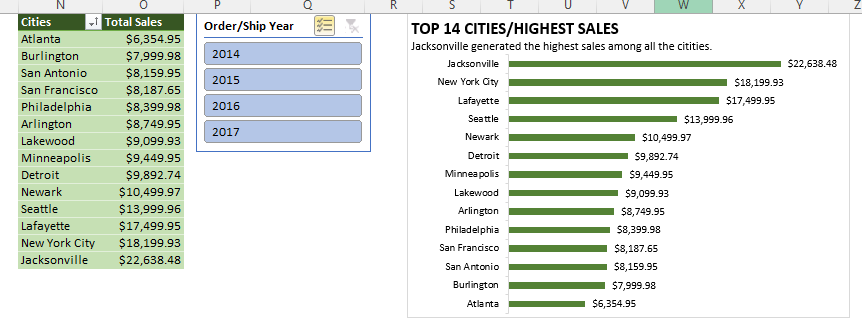 N O P Q R S T U V W X Y Z
Cities Total Sales
Atlanta $6,354.95
Burlington $7,999.98
San Antonio $8,159.95
San Francisco $8,187.65
Philadelphia $8,399.98
Arlington $8,749.95
Lakewood $9,099.93
Minneapolis $9,449.95
Detroit $9,892.74
Newark $10,499.97
Seattle $13,999.96
Lafayette $17,499.95
New York City $18,199.93
Jacksonville $22,638.48
Order/Ship Year
2014
2015
2016
2017
TOP 14 CITIES/HIGHEST SALES
Jacksonville generated the highest sales among all the citities.
Jacksonville $22,638.48
New York City $18,199.93
Lafayette $17,499.95
Seattle $13,999.96
Newark $10,499.97
Detroit $9,892.74
Minneapolis $9,449.95
Lakewood $9,099.93
Arlington $8,749.95
Philadelphia $8,399.98
San Francisco $8,187.65
San Antonio $8,159.95
Burlington $7,999.98
Atlanta $6,354.95